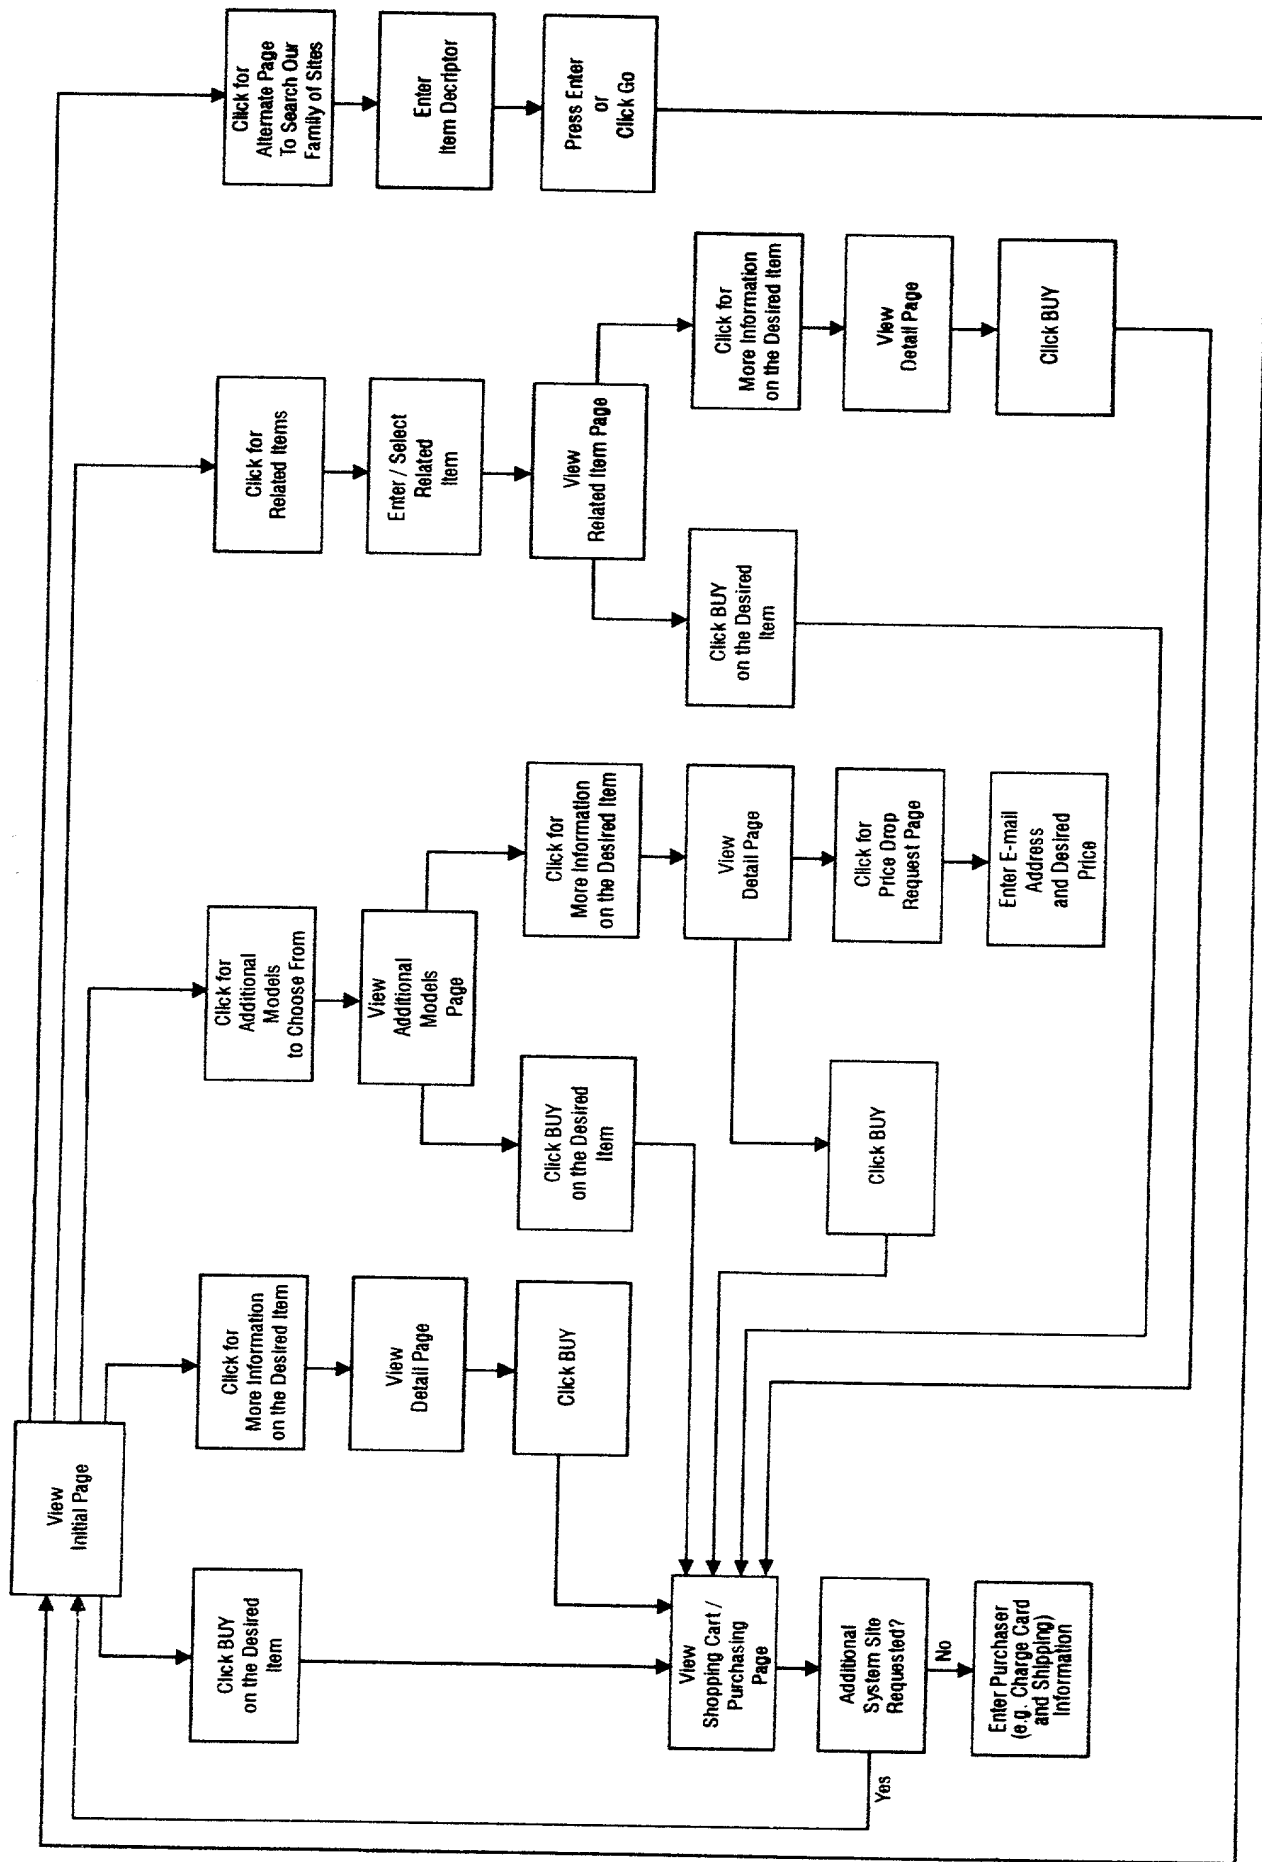 View
Initial Page
Click BUY
on the Desired
Item
Click for
More Information
on the Desired Item
View
Detail Page
Click BUY
Click for
Additional
Models
to Choose From
View
Additional
Models
Page
Click BUY
on the Desired
Item
Click for
More Information
on the Desired Item
View
Detail Page
Click BUY
Click for
Price Drop
Request Page
Enter E-mail
Address
and Desired
Price
Click for
Related Items
Enter / Select
Related
Item
View
Related Item Page
Click BUY
on the Desired
Item
Click for
More Information
on the Desired Item
View
Detail Page
Click BUY
Click for
Alternate Page
To Search Our
Family of Sites
Enter
Item Decriptor
Press Enter
or
Click Go
View
Shopping Cart /
Purchasing
Page
Additional
System Site
Requested?
Yes
No
Enter Purchaser
(e.g. Charge Card
and Shipping)
Information